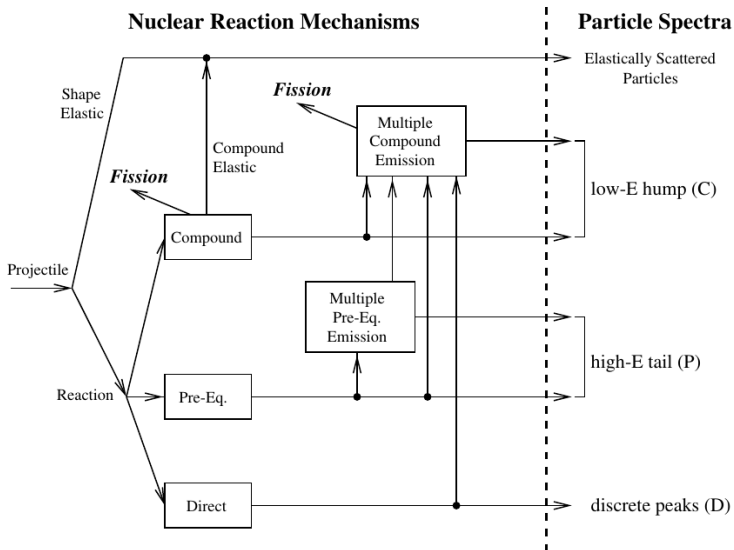 Nuclear Reaction Mechanisms
Particle Spectra
Elastically Scattered
Particles
Shape
Elastic
Fission
Multiple
Compound
Emission
Compound
Elastic
Fission
low-E hump (C)
Compound
Projectile
Multiple
Pre-Eq.
Emission
high-E tail (P)
Reaction
Pre-Eq.
Direct
discrete peaks (D)